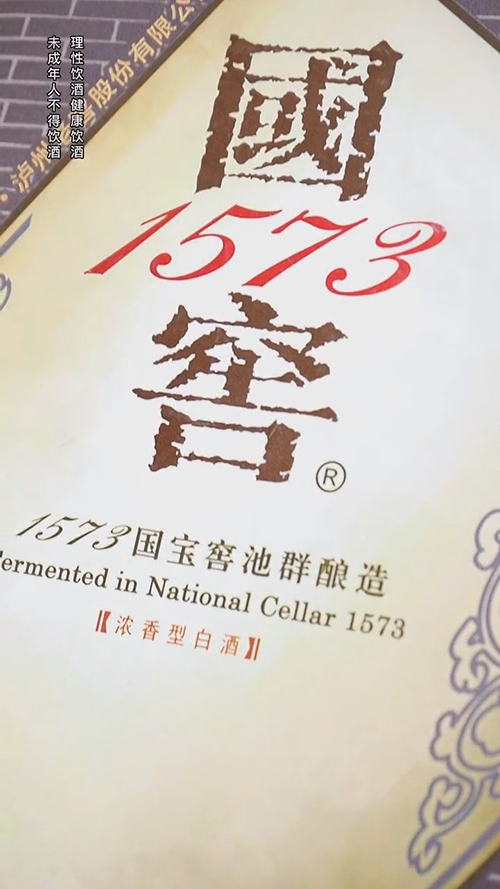 理性饮酒健康饮酒
未成年人不得饮酒
泸州老窖股份有限公
國
1573
窖
®
1573国宝窖池群酿造
ermented in National Cellar 1573
【浓香型白酒】